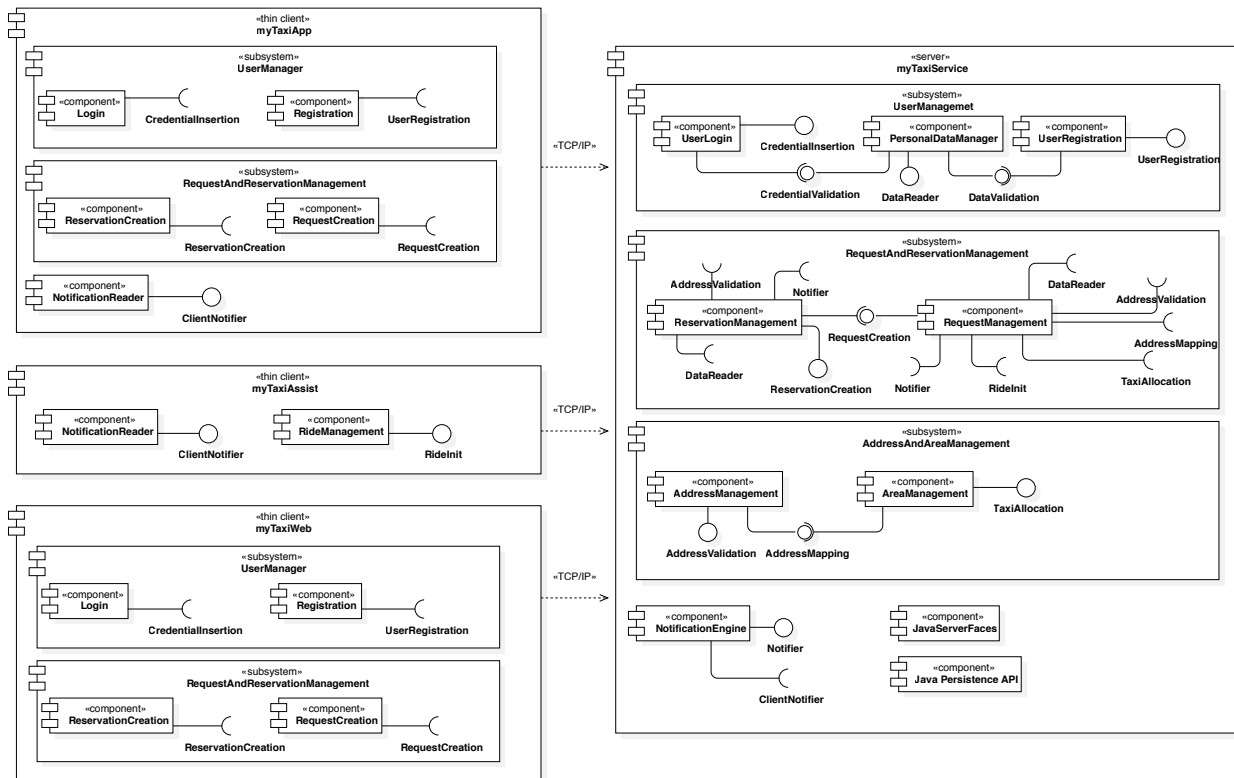 «thin client»
myTaxiApp
«subsystem»
UserManager
«component»
Login
CredentialInsertion
«component»
Registration
UserRegistration
«subsystem»
RequestAndReservationManagement
«component»
ReservationCreation
ReservationCreation
«component»
RequestCreation
RequestCreation
«component»
NotificationReader
ClientNotifier
«TCP/IP»
«thin client»
myTaxiAssist
«component»
NotificationReader
ClientNotifier
«component»
RideManagement
RideInit
«TCP/IP»
«thin client»
myTaxiWeb
«subsystem»
UserManager
«component»
Login
CredentialInsertion
«component»
Registration
UserRegistration
«subsystem»
RequestAndReservationManagement
«component»
ReservationCreation
ReservationCreation
«component»
RequestCreation
RequestCreation
«TCP/IP»
«server»
myTaxiService
«subsystem»
UserManagemet
«component»
UserLogin
CredentialInsertion
«component»
PersonalDataManager
«component»
UserRegistration
UserRegistration
CredentialValidation
DataReader
DataValidation
«subsystem»
RequestAndReservationManagement
AddressValidation
Notifier
DataReader
AddressValidation
«component»
ReservationManagement
RequestCreation
«component»
RequestManagement
AddressMapping
DataReader
ReservationCreation
Notifier
RideInit
TaxiAllocation
«subsystem»
AddressAndAreaManagement
«component»
AddressManagement
«component»
AreaManagement
TaxiAllocation
AddressValidation
AddressMapping
«component»
NotificationEngine
Notifier
ClientNotifier
«component»
JavaServerFaces
«component»
Java Persistence API